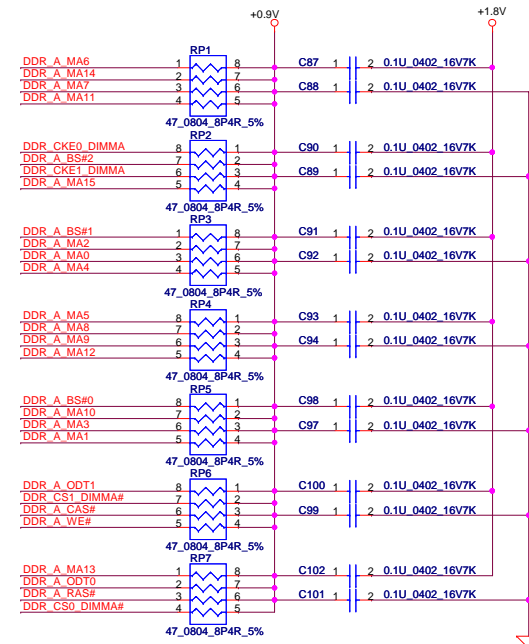 +0.9V +1.8V
RP1
DDR_A_MA6 1 8 C87 1 2 0.1U_0402_16V7K
DDR_A_MA14 2 7
DDR_A_MA7 3 6 C88 1 2 0.1U_0402_16V7K
DDR_A_MA11 4 5
47_0804_8P4R_5%
RP2
DDR_CKE0_DIMMA 8 1 C90 1 2 0.1U_0402_16V7K
DDR_A_BS#2 7 2
DDR_CKE1_DIMMA 6 3 C89 1 2 0.1U_0402_16V7K
DDR_A_MA15 5 4
47_0804_8P4R_5%
RP3
DDR_A_BS#1 1 8 C91 1 2 0.1U_0402_16V7K
DDR_A_MA2 2 7
DDR_A_MA0 3 6 C92 1 2 0.1U_0402_16V7K
DDR_A_MA4 4 5
47_0804_8P4R_5%
RP4
DDR_A_MA5 8 1 C93 1 2 0.1U_0402_16V7K
DDR_A_MA8 7 2
DDR_A_MA9 6 3 C94 1 2 0.1U_0402_16V7K
DDR_A_MA12 5 4
47_0804_8P4R_5%
RP5
DDR_A_BS#0 8 1 C98 1 2 0.1U_0402_16V7K
DDR_A_MA10 7 2
DDR_A_MA3 6 3 C97 1 2 0.1U_0402_16V7K
DDR_A_MA1 5 4
47_0804_8P4R_5%
RP6
DDR_A_ODT1 8 1 C100 1 2 0.1U_0402_16V7K
DDR_CS1_DIMMA# 7 2
DDR_A_CAS# 6 3 C99 1 2 0.1U_0402_16V7K
DDR_A_WE# 5 4
47_0804_8P4R_5%
RP7
DDR_A_MA13 1 8 C102 1 2 0.1U_0402_16V7K
DDR_A_ODT0 2 7
DDR_A_RAS# 3 6 C101 1 2 0.1U_0402_16V7K
DDR_CS0_DIMMA# 4 5
47_0804_8P4R_5%